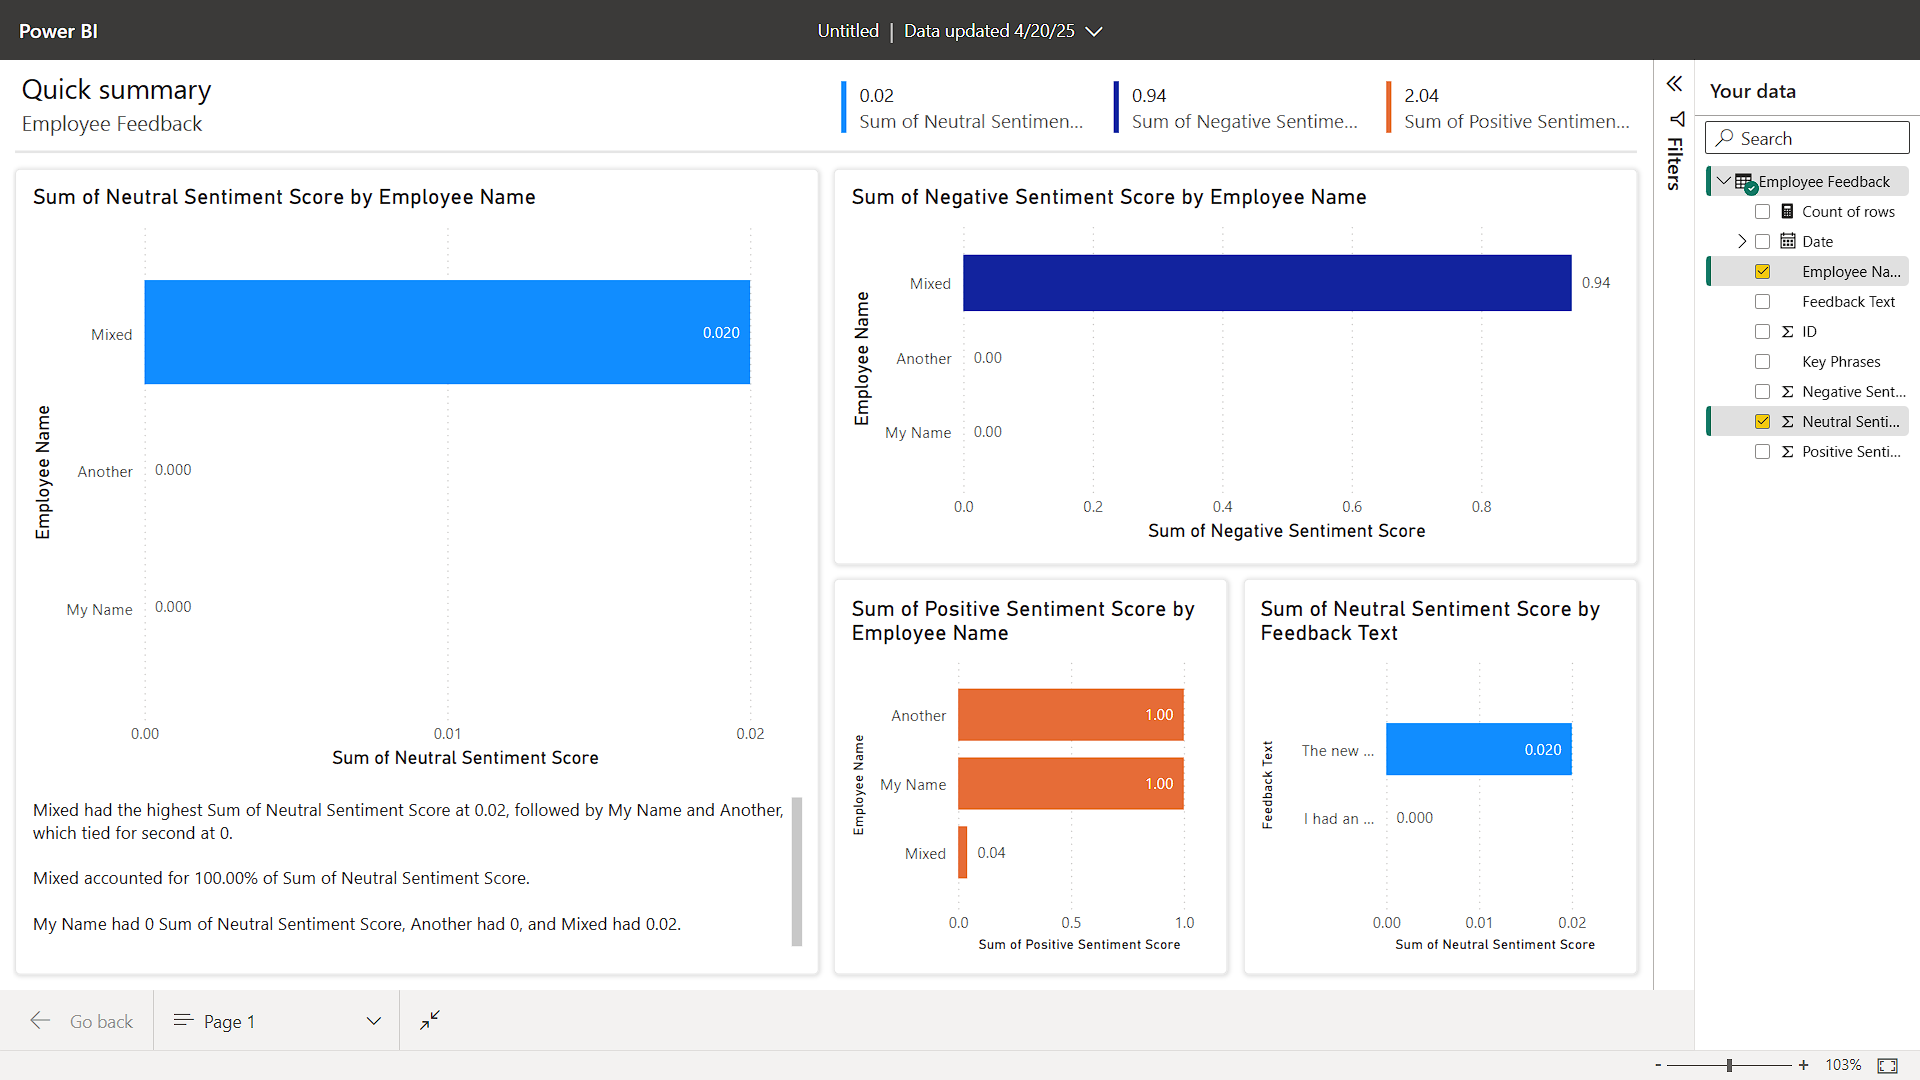 Power BI
Untitled | Data updated 4/20/25
Quick summary
Employee Feedback
0.02
Sum of Neutral Sentimen...
0.94
Sum of Negative Sentime...
2.04
Sum of Positive Sentimen...
Sum of Neutral Sentiment Score by Employee Name
Employee Name
Mixed
0.020
Another
0.000
My Name
0.000
0.00
0.01
0.02
Sum of Neutral Sentiment Score
Mixed had the highest Sum of Neutral Sentiment Score at 0.02, followed by My Name and Another,
which tied for second at 0.
Mixed accounted for 100.00% of Sum of Neutral Sentiment Score.
My Name had 0 Sum of Neutral Sentiment Score, Another had 0, and Mixed had 0.02.
Sum of Negative Sentiment Score by Employee Name
Employee Name
Mixed
0.94
Another
0.00
My Name
0.00
0.0
0.2
0.4
0.6
0.8
Sum of Negative Sentiment Score
Sum of Positive Sentiment Score by
Employee Name
Employee Name
Another
1.00
My Name
1.00
Mixed
0.04
0.0
0.5
1.0
Sum of Positive Sentiment Score
Sum of Neutral Sentiment Score by
Feedback Text
Feedback Text
The new ...
0.020
I had an ...
0.000
0.00
0.01
0.02
Sum of Neutral Sentiment Score
Filters
Your data
Search
Employee Feedback
Count of rows
Date
Employee Na...
Feedback Text
Σ ID
Key Phrases
Σ Negative Sent...
Σ Neutral Senti...
Σ Positive Senti...
Go back
Page 1
- + 103%